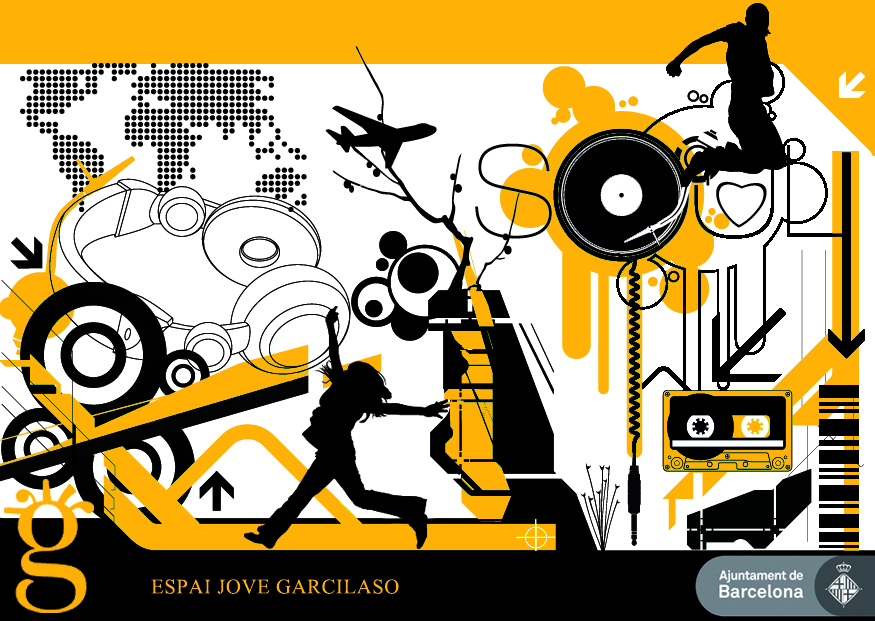 SOUL
g
ESPAI JOVE GARCILASO
Ajuntament de
Barcelona